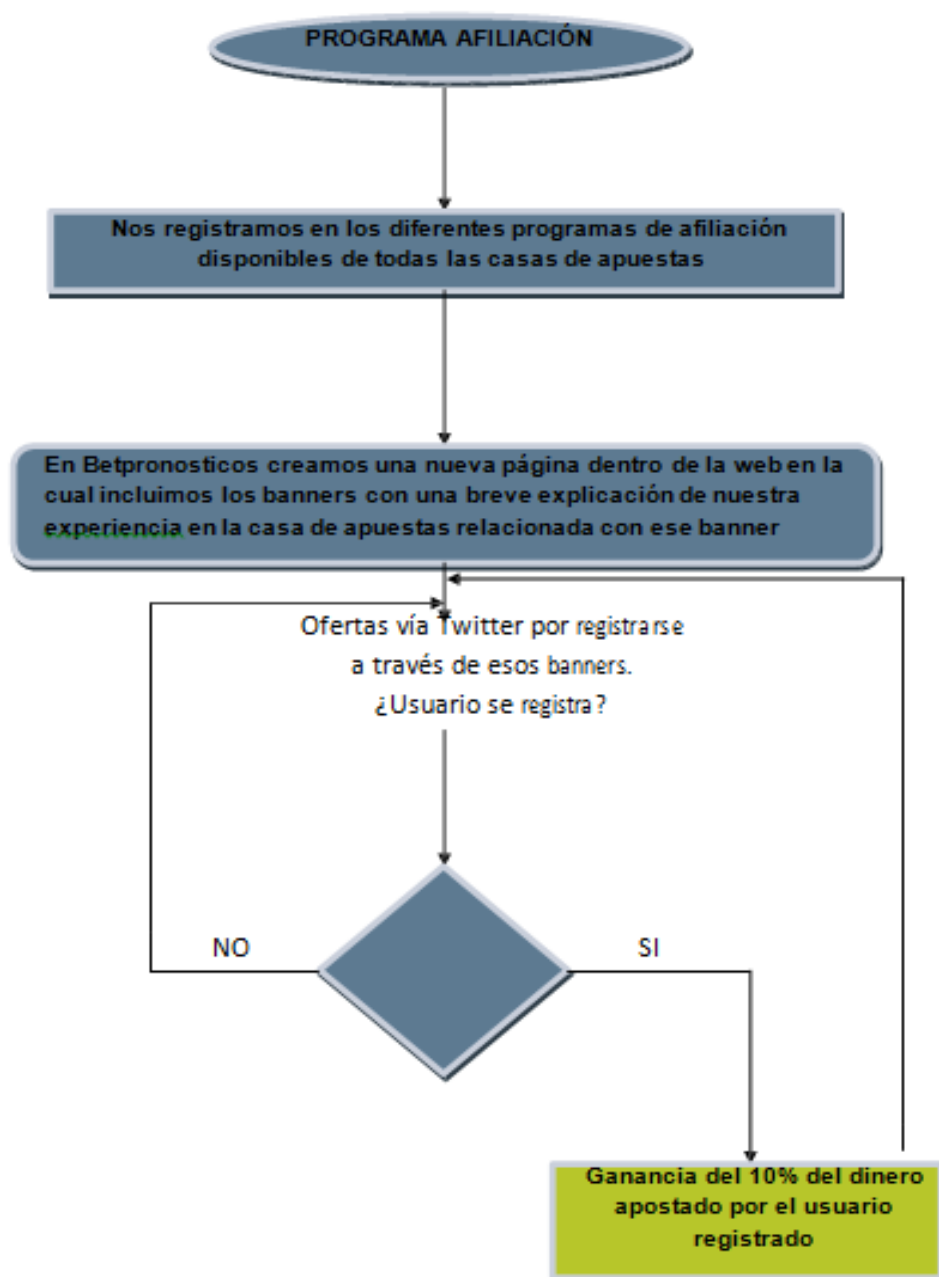 PROGRAMA AFILIACIÓN
Nos registramos en los diferentes programas de afiliación
disponibles de todas las casas de apuestas
En Betpronosticos creamos una nueva página dentro de la web en la
cual incluimos los banners con una breve explicación de nuestra
experiencia en la casa de apuestas relacionada con ese banner
Ofertas vía Twitter por registrarse
a través de esos banners.
¿Usuario se registra?
NO
SI
Ganancia del 10% del dinero
apostado por el usuario
registrado